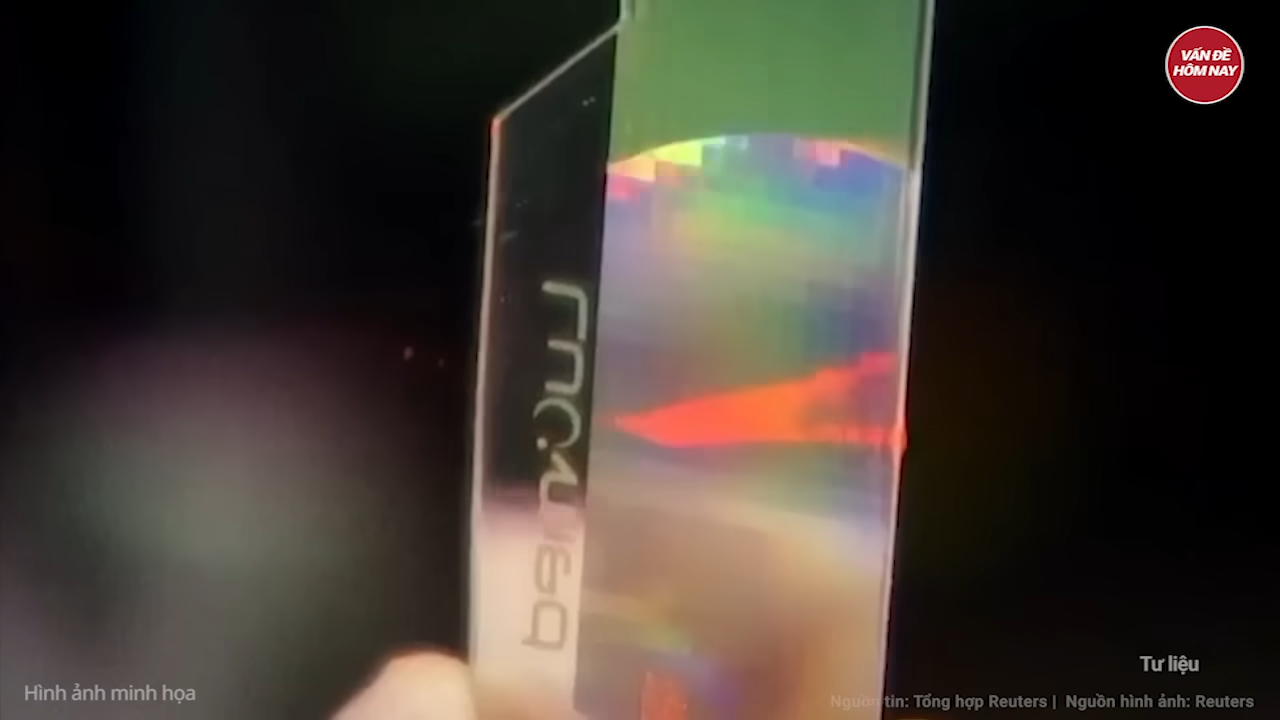 VẤN ĐỀ
HÔM NAY
Tư liệu
Hình ảnh minh họa
Nguồn tin: Tổng hợp Reuters | Nguồn hình ảnh: Reuters